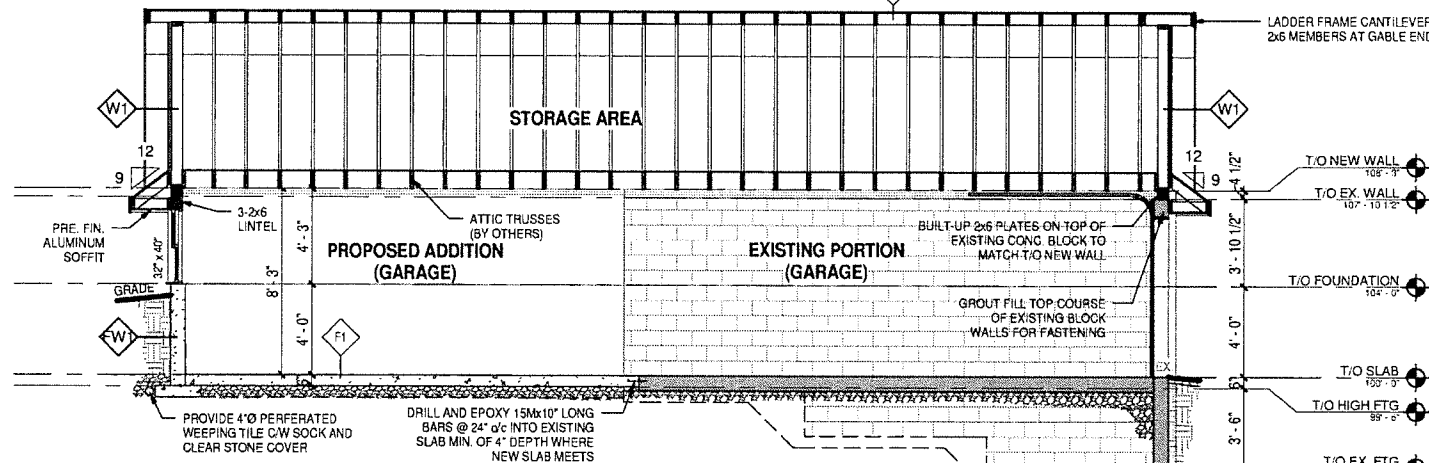 LADDER FRAME CANTILEVER
2x6 MEMBERS AT GABLE END
W1
STORAGE AREA
W1
12
9
12
9
4 1/2"
T/O NEW WALL
108' - 3"
T/O EX. WALL
107' - 10 1/2"
PRE. FIN.
ALUMINUM
SOFFIT
3-2x6
LINTEL
32" x 40"
8' - 3"
4' - 3"
ATTIC TRUSSES
(BY OTHERS)
PROPOSED ADDITION
(GARAGE)
EXISTING PORTION
(GARAGE)
BUILT-UP 2x6 PLATES ON TOP OF
EXISTING CONC. BLOCK TO
MATCH T/O NEW WALL
3' - 10 1/2"
T/O FOUNDATION
104' - 0"
GRADE
GROUT FILL TOP COURSE
OF EXISTING BLOCK
WALLS FOR FASTENING
FW1
4' - 0"
F1
4' - 0"
EX
T/O SLAB
100' - 0"
6"
T/O HIGH FTG
99' - 6"
PROVIDE 4"Ø PERFERATED
WEEPING TILE C/W SOCK AND
CLEAR STONE COVER
DRILL AND EPOXY 15Mx10" LONG
BARS @ 24" o/c INTO EXISTING
SLAB MIN. OF 4" DEPTH WHERE
NEW SLAB MEETS
3' - 6"
T/O EX. FTG